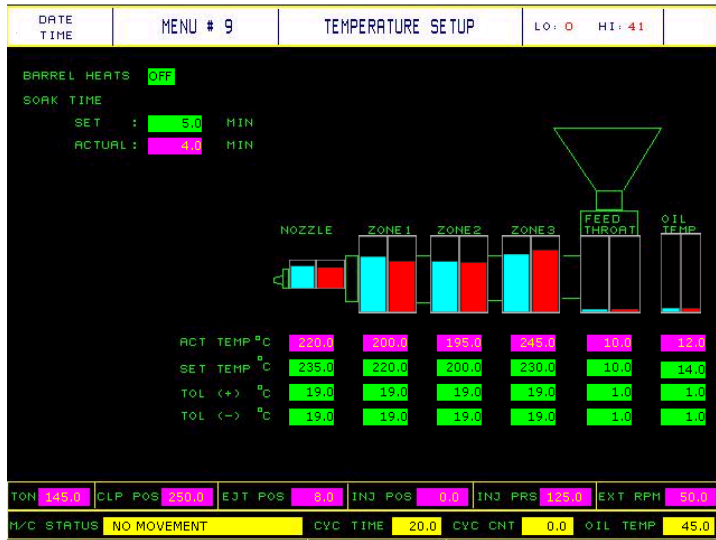 DATE TIME MENU # 9 TEMPERATURE SETUP LO: 0 HI: 41
BARREL HEATS OFF
SOAK TIME
SET : 5.0 MIN
ACTUAL: 4.0 MIN
NOZZLE ZONE1 ZONE2 ZONE3 FEED THROAT OIL TEMP
ACT TEMP °C 220.0 200.0 195.0 245.0 10.0 12.0
SET TEMP °C 235.0 220.0 200.0 230.0 10.0 14.0
TOL (+) °C 19.0 19.0 19.0 19.0 1.0 1.0
TOL (-) °C 19.0 19.0 19.0 19.0 1.0 1.0
TON 145.0 CLP POS 250.0 EJT POS 8.0 INJ POS 0.0 INJ PRS 125.0 EXT RPM 50.0
M/C STATUS NO MOVEMENT CYC TIME 20.0 CYC CNT 0.0 OIL TEMP 45.0